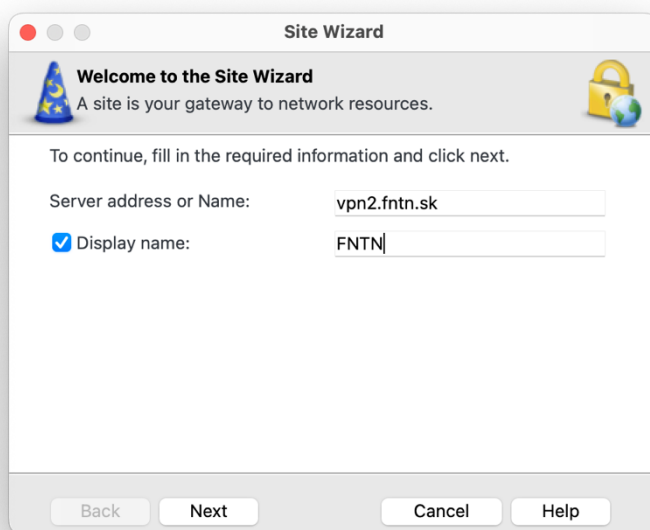 Site Wizard
Welcome to the Site Wizard
A site is your gateway to network resources.
To continue, fill in the required information and click next.
Server address or Name: vpn2.fntn.sk
Display name: FNTN
Back Next Cancel Help